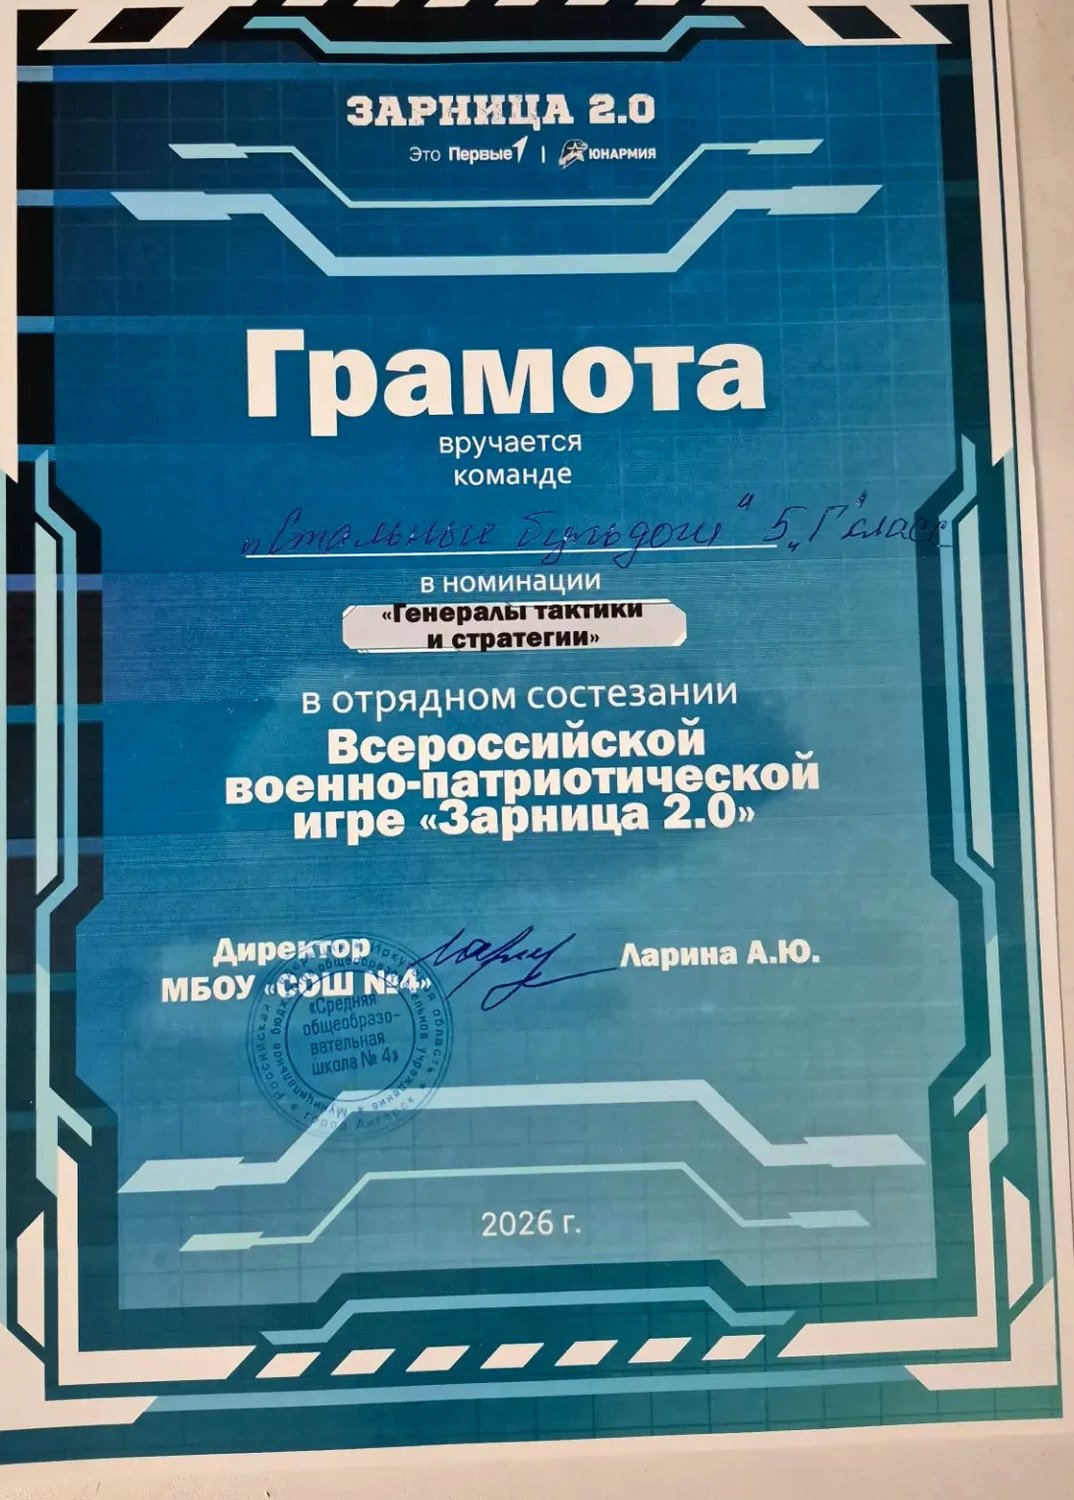 ЗАРНИЦА 2.0
Это Первые | ЮНАРМИЯ
Грамота
вручается
команде
„Стальные бульдоги“ 5 „Г“ класс
в номинации
«Генералы тактики
и стратегии»
в отрядном состезании
Всероссийской
военно-патриотической
игре «Зарница 2.0»
Директор
МБОУ «СОШ №4»
Ларина А.Ю.
«Средняя
общеобразо-
вательная
школа № 4»
2026 г.